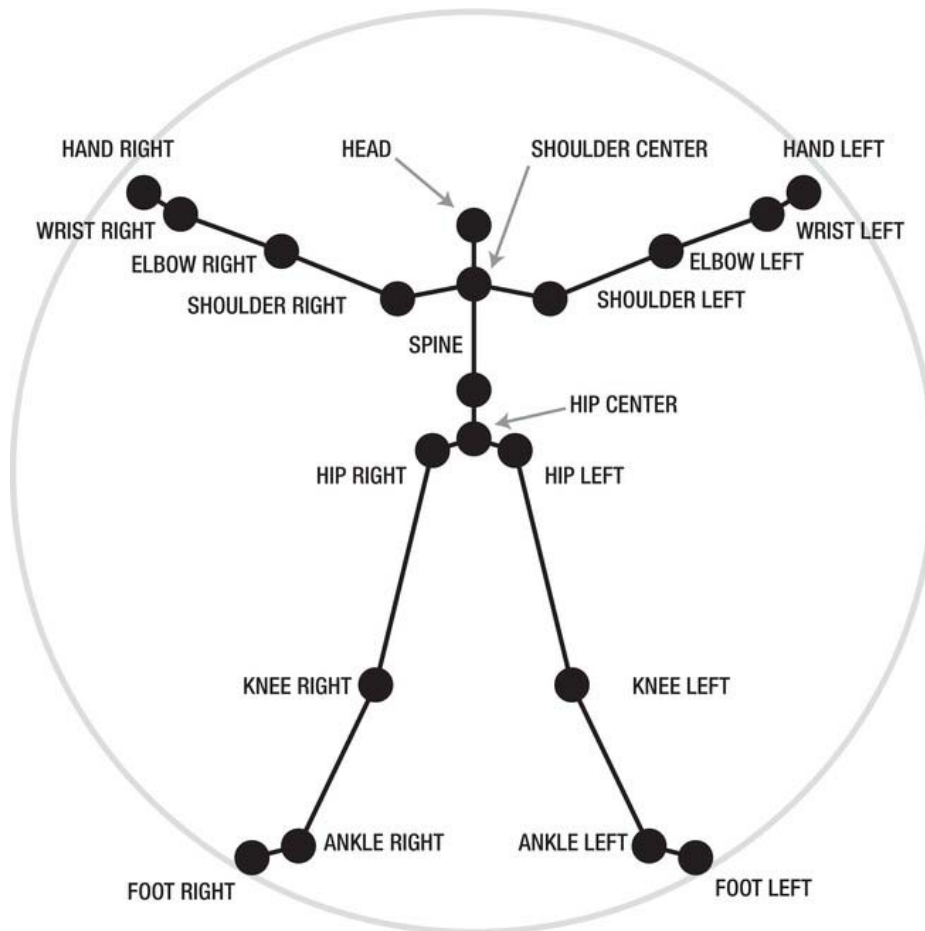 HAND RIGHT
HEAD
SHOULDER CENTER
HAND LEFT
WRIST RIGHT
WRIST LEFT
ELBOW RIGHT
ELBOW LEFT
SHOULDER RIGHT
SHOULDER LEFT
SPINE
HIP CENTER
HIP RIGHT
HIP LEFT
KNEE RIGHT
KNEE LEFT
ANKLE RIGHT
ANKLE LEFT
FOOT RIGHT
FOOT LEFT